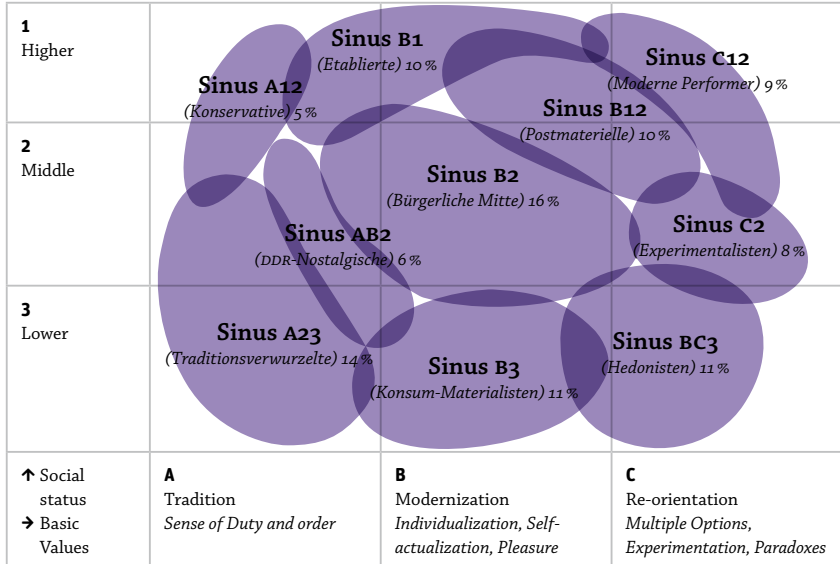 1
Higher
Sinus B1
(Etablierte) 10 %
Sinus A12
(Konservative) 5 %
Sinus C12
(Moderne Performer) 9 %
Sinus B12
(Postmaterielle) 10 %
2
Middle
Sinus B2
(Bürgerliche Mitte) 16 %
Sinus AB2
(DDR-Nostalgische) 6 %
Sinus C2
(Experimentalisten) 8 %
3
Lower
Sinus A23
(Traditionsverwurzelte) 14 %
Sinus B3
(Konsum-Materialisten) 11 %
Sinus BC3
(Hedonisten) 11 %
↑ Social
status
→ Basic
Values
A
Tradition
Sense of Duty and order
B
Modernization
Individualization, Self-
actualization, Pleasure
C
Re-orientation
Multiple Options,
Experimentation, Paradoxes